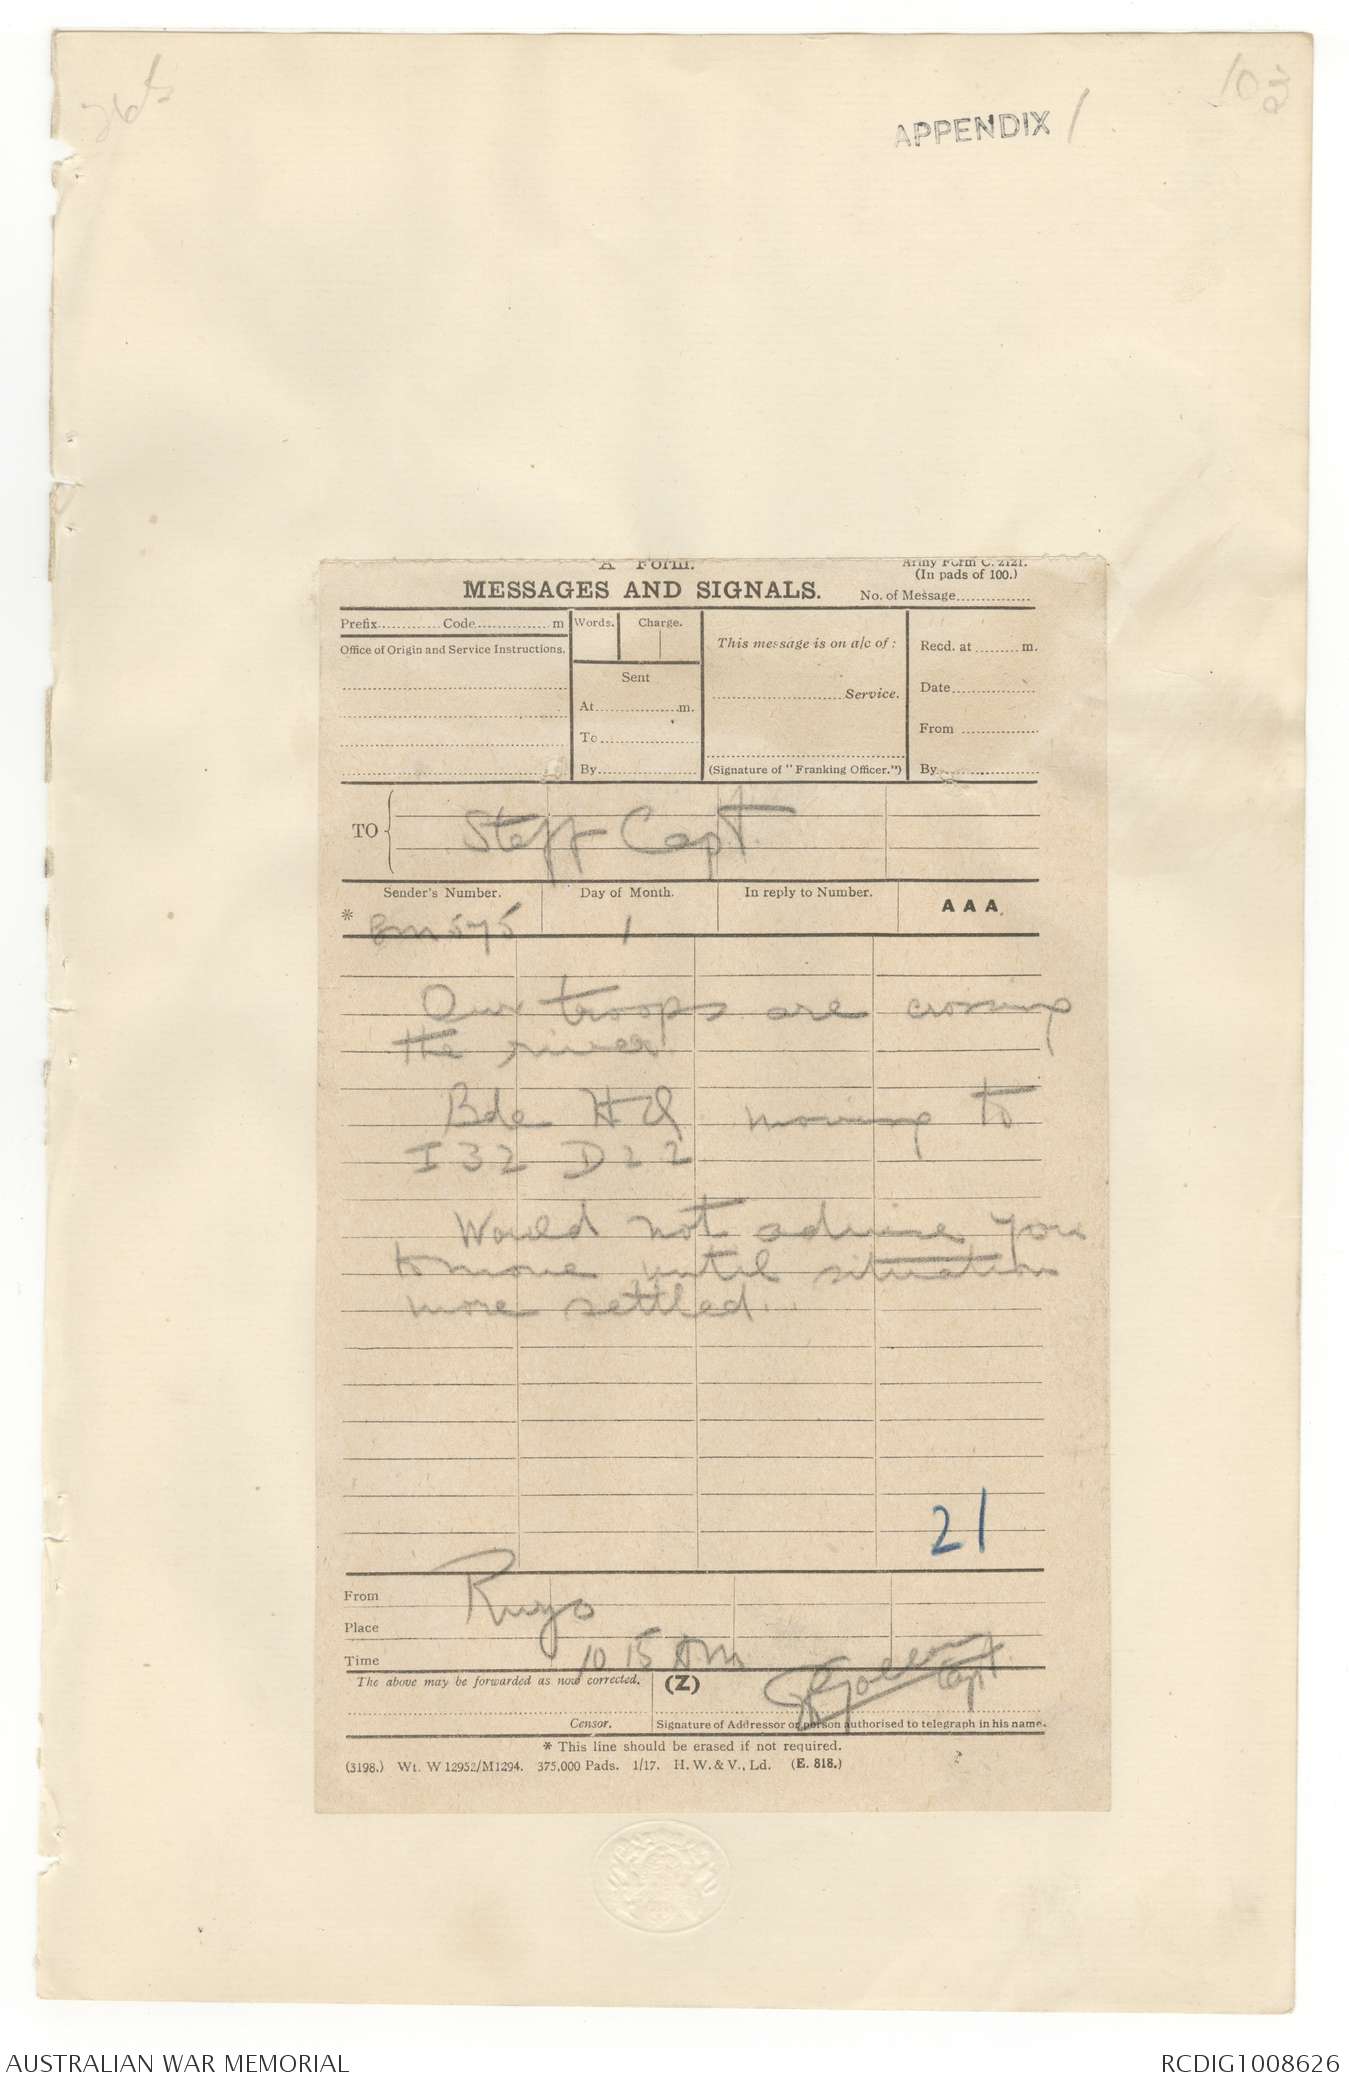 APPENDIX 1
"A" Form.
Army Form C. 2121.
(In pads of 100.)
MESSAGES AND SIGNALS.
No. of Message
Prefix Code m
Words. Charge.
This message is on a/c of :
Recd. at m.
Office of Origin and Service Instructions.
Sent
At m.
Service.
Date
To
From
By
(Signature of "Franking Officer.")
By
TO Staff Capt.
Sender's Number. Day of Month. In reply to Number. AAA.
* BM575 1
Our troops are crossing
the river
Bde HQ moving to
I 32 D 2 2
Would not advise you
to move until situation
more settled..
21
From Ruyo
Place
Time 10 15 AM
Capt.
The above may be forwarded as now corrected. (Z)
Censor. Signature of Addressor or person authorised to telegraph in his name.
* This line should be erased if not required.
(3198.) Wt. W 12952/M1294. 375,000 Pads. 1/17. H. W. & V., Ld. (E. 818.)
AUSTRALIAN WAR MEMORIAL RCDIG1008626